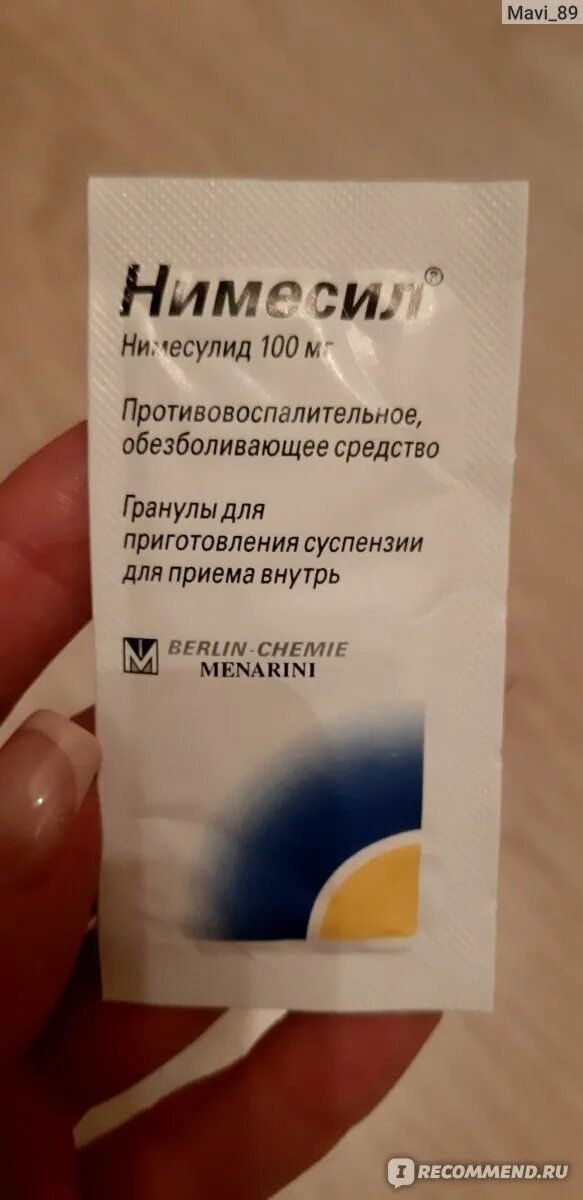 Mavi_89
Нимесил®
Нимесулид 100 мг
Противовоспалительное,
обезболивающее средство
Гранулы для
приготовления суспензии
для приема внутрь
BERLIN-CHEMIE
MENARINI
IRECOMMEND.RU